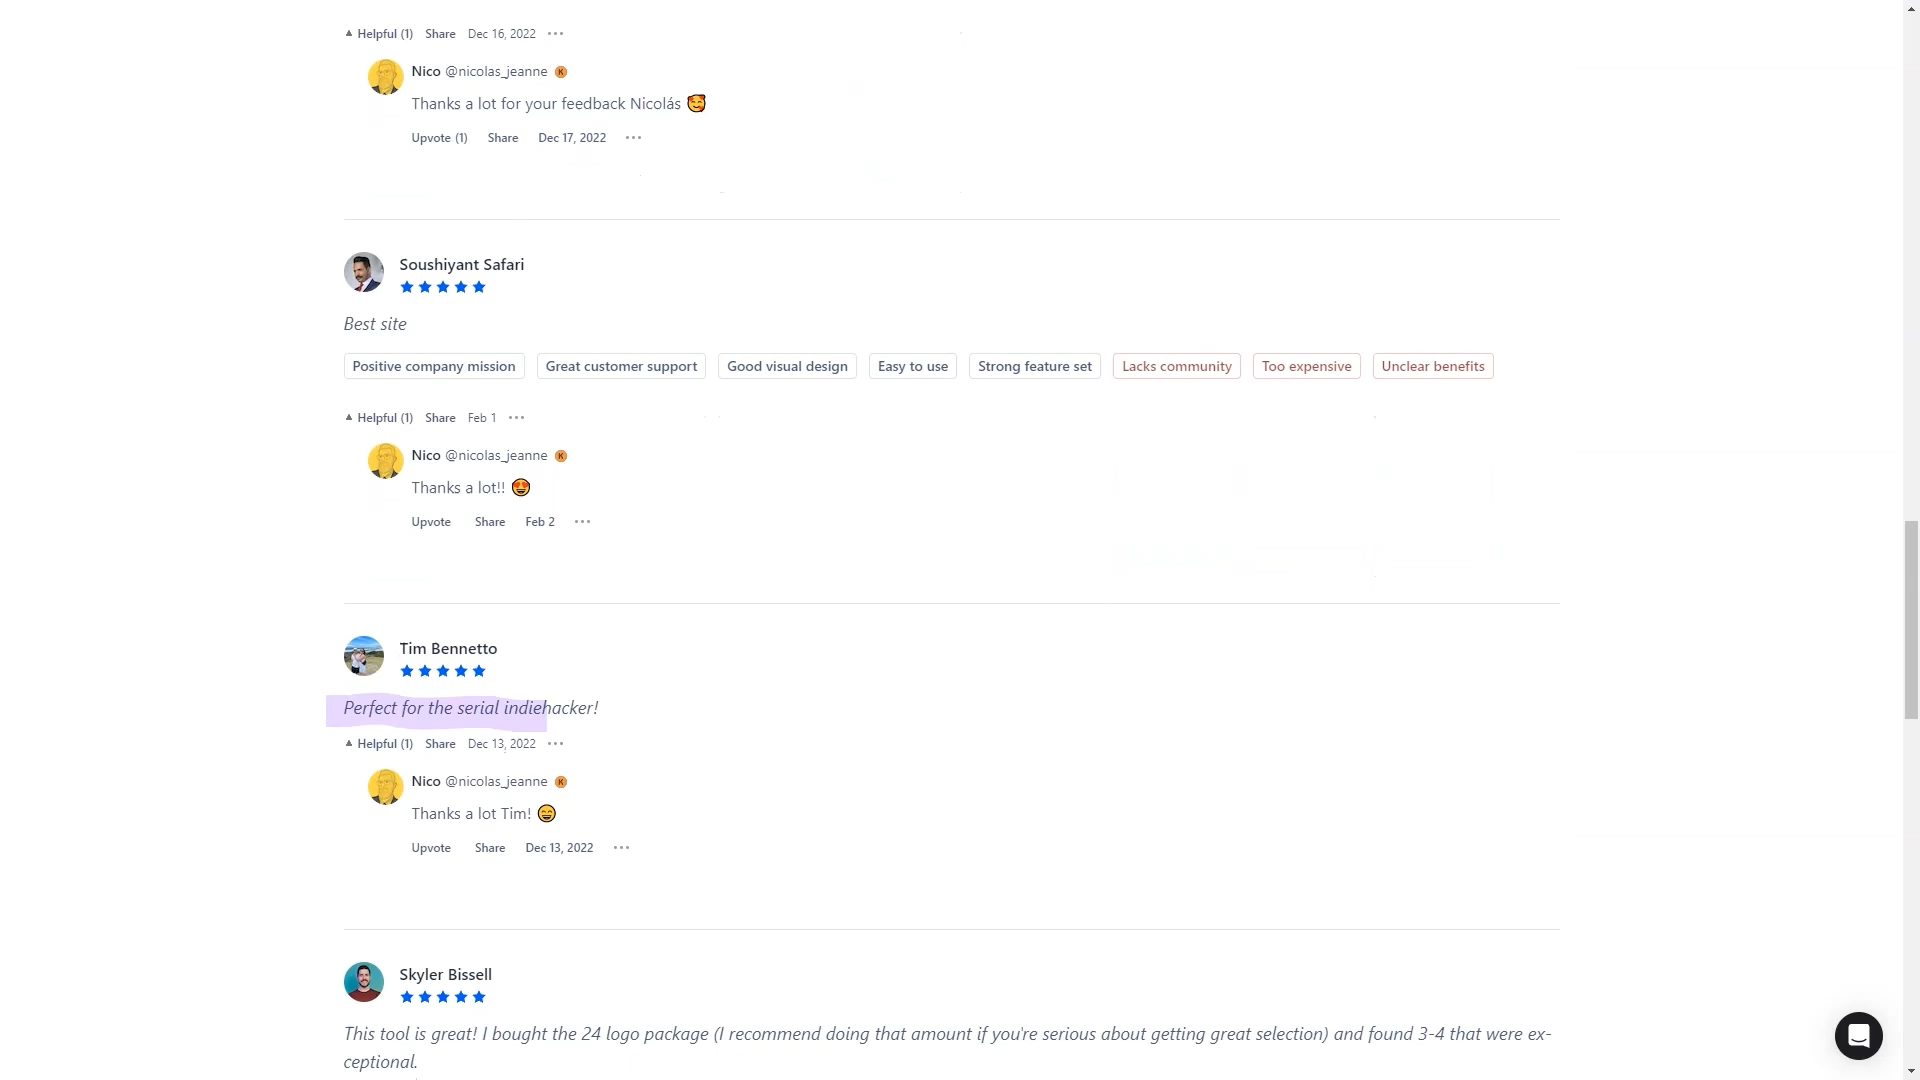 Helpful (1) Share Dec 16, 2022
Nico @nicolas_jeanne K
Thanks a lot for your feedback Nicolás 🥰
Upvote (1) Share Dec 17, 2022
Soushiyant Safari
Best site
Positive company mission Great customer support Good visual design Easy to use Strong feature set Lacks community Too expensive Unclear benefits
Helpful (1) Share Feb 1
Nico @nicolas_jeanne K
Thanks a lot!! 😍
Upvote Share Feb 2
Tim Bennetto
Perfect for the serial indiehacker!
Helpful (1) Share Dec 13, 2022
Nico @nicolas_jeanne K
Thanks a lot Tim! 😄
Upvote Share Dec 13, 2022
Skyler Bissell
This tool is great! I bought the 24 logo package (I recommend doing that amount if you're serious about getting great selection) and found 3-4 that were ex-
ceptional.